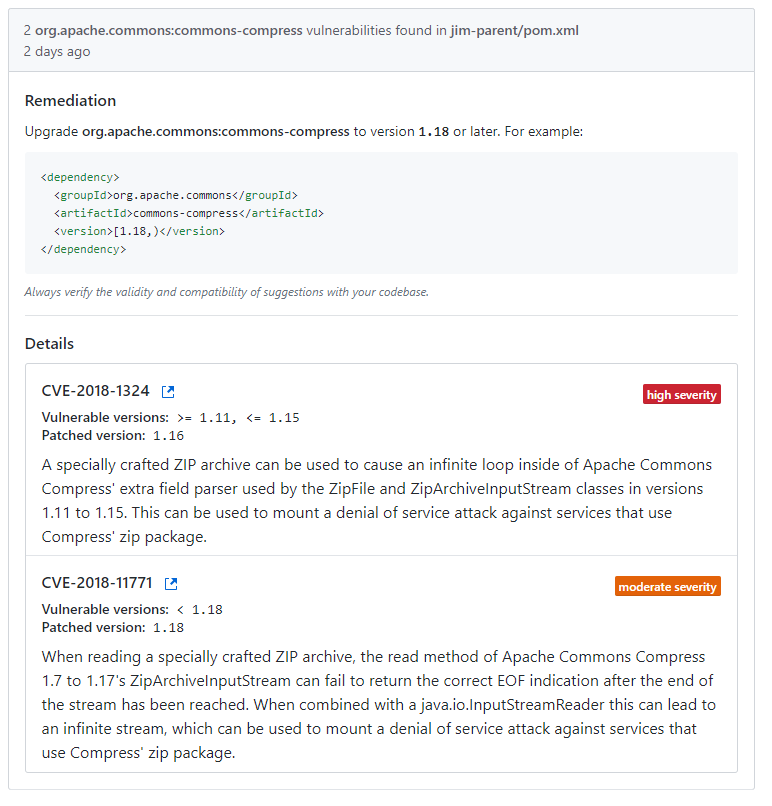 2 org.apache.commons:commons-compress vulnerabilities found in jim-parent/pom.xml
2 days ago
Remediation
Upgrade org.apache.commons:commons-compress to version 1.18 or later. For example:
<dependency>
  <groupId>org.apache.commons</groupId>
  <artifactId>commons-compress</artifactId>
  <version>[1.18,)</version>
</dependency>
Always verify the validity and compatibility of suggestions with your codebase.
Details
CVE-2018-1324 high severity
Vulnerable versions: >= 1.11, <= 1.15
Patched version: 1.16
A specially crafted ZIP archive can be used to cause an infinite loop inside of Apache Commons
Compress' extra field parser used by the ZipFile and ZipArchiveInputStream classes in versions
1.11 to 1.15. This can be used to mount a denial of service attack against services that use
Compress' zip package.
CVE-2018-11771 moderate severity
Vulnerable versions: < 1.18
Patched version: 1.18
When reading a specially crafted ZIP archive, the read method of Apache Commons Compress
1.7 to 1.17's ZipArchiveInputStream can fail to return the correct EOF indication after the end of
the stream has been reached. When combined with a java.io.InputStreamReader this can lead to
an infinite stream, which can be used to mount a denial of service attack against services that
use Compress' zip package.